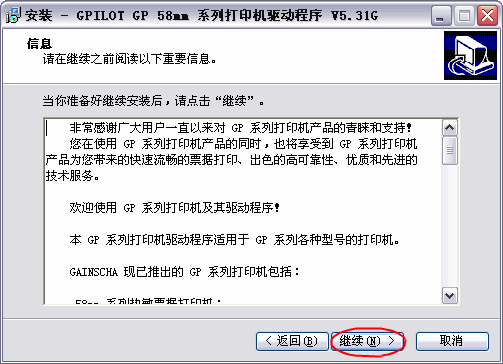 安装 - GPILOT GP 58mm 系列打印机驱动程序 V5.31G
信息
请在继续之前阅读以下重要信息。
当你准备好继续安装后，请点击“继续”。
非常感谢广大用户一直以来对 GP 系列打印机产品的青睐和支持！
您在使用 GP 系列打印机产品的同时，也将享受到 GP 系列打印机
产品为您带来的快速流畅的票据打印、出色的高可靠性、优质和先进的
技术服务。
欢迎使用 GP 系列打印机及其驱动程序！
本 GP 系列打印机驱动程序适用于 GP 系列各种型号的打印机。
GAINSCHA 现已推出的 GP 系列打印机包括：
58mm 系列热敏票据打印机：
< 返回(B)
继续(N) >
取消